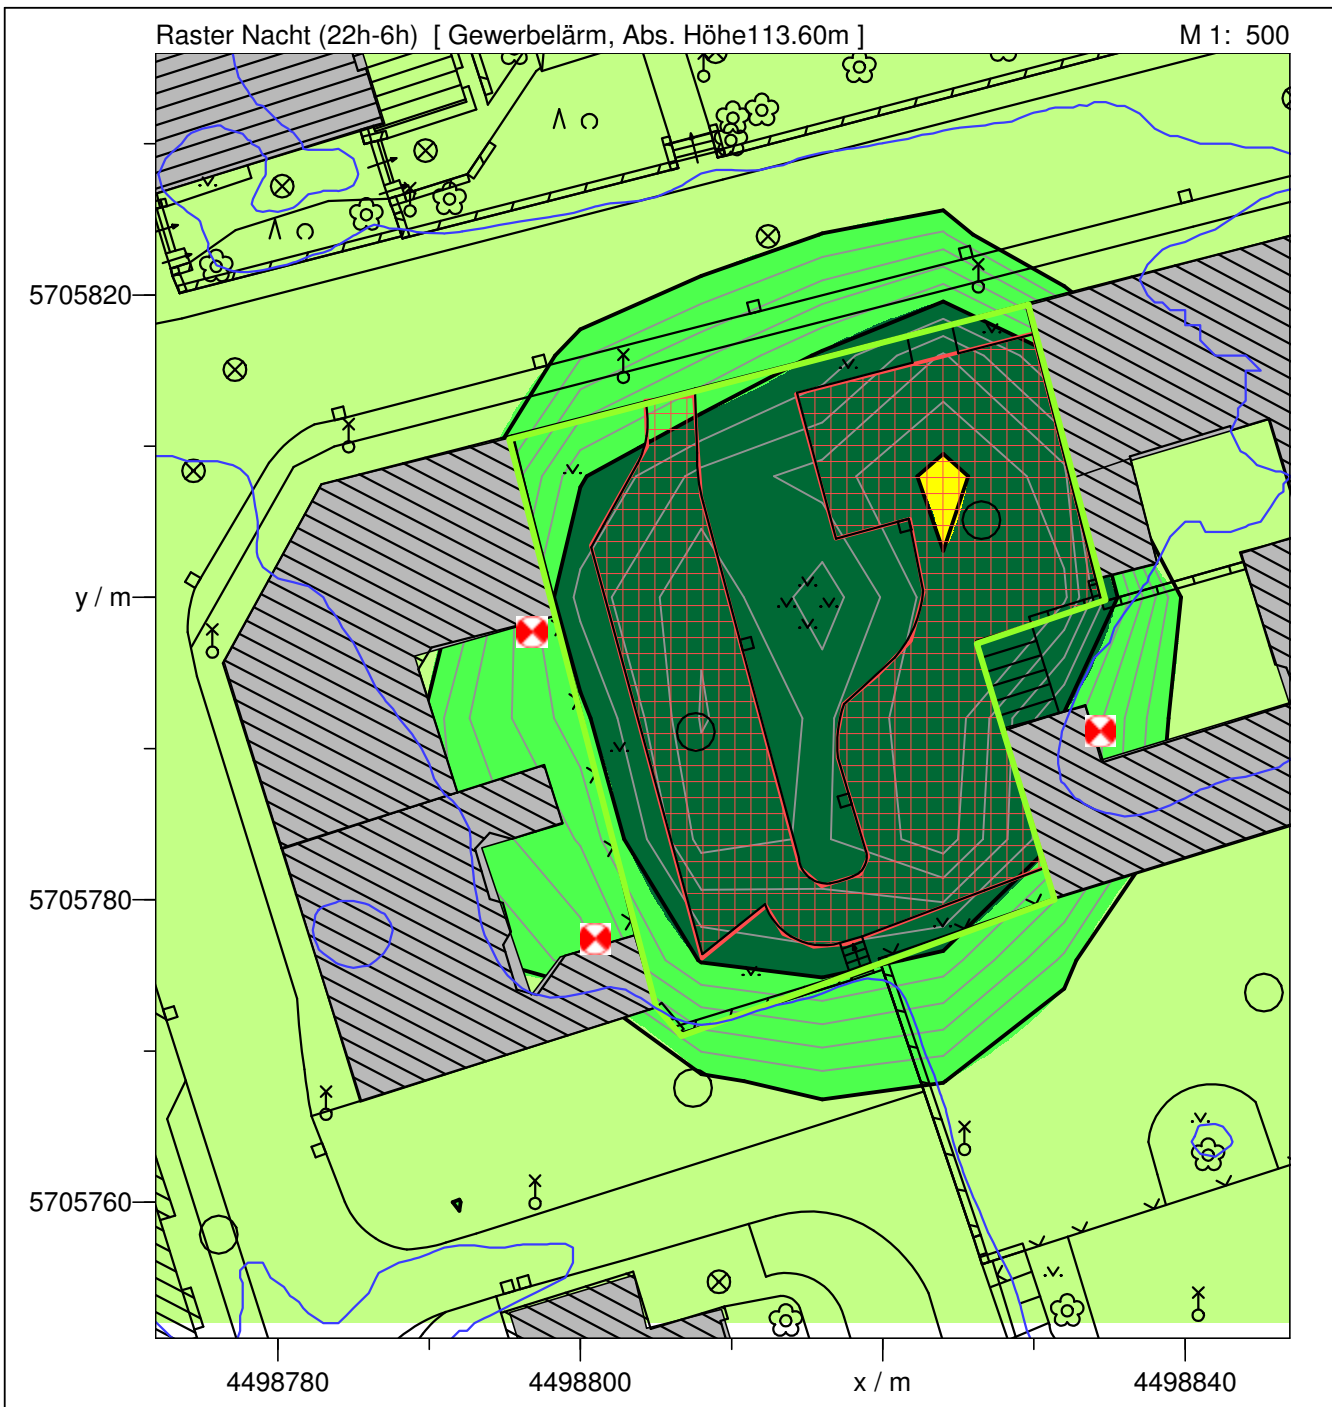 Raster Nacht (22h-6h) [ Gewerbelärm, Abs. Höhe113.60m ] M 1: 500
5705820
y / m
5705780
5705760
4498780 4498800 x / m 4498840